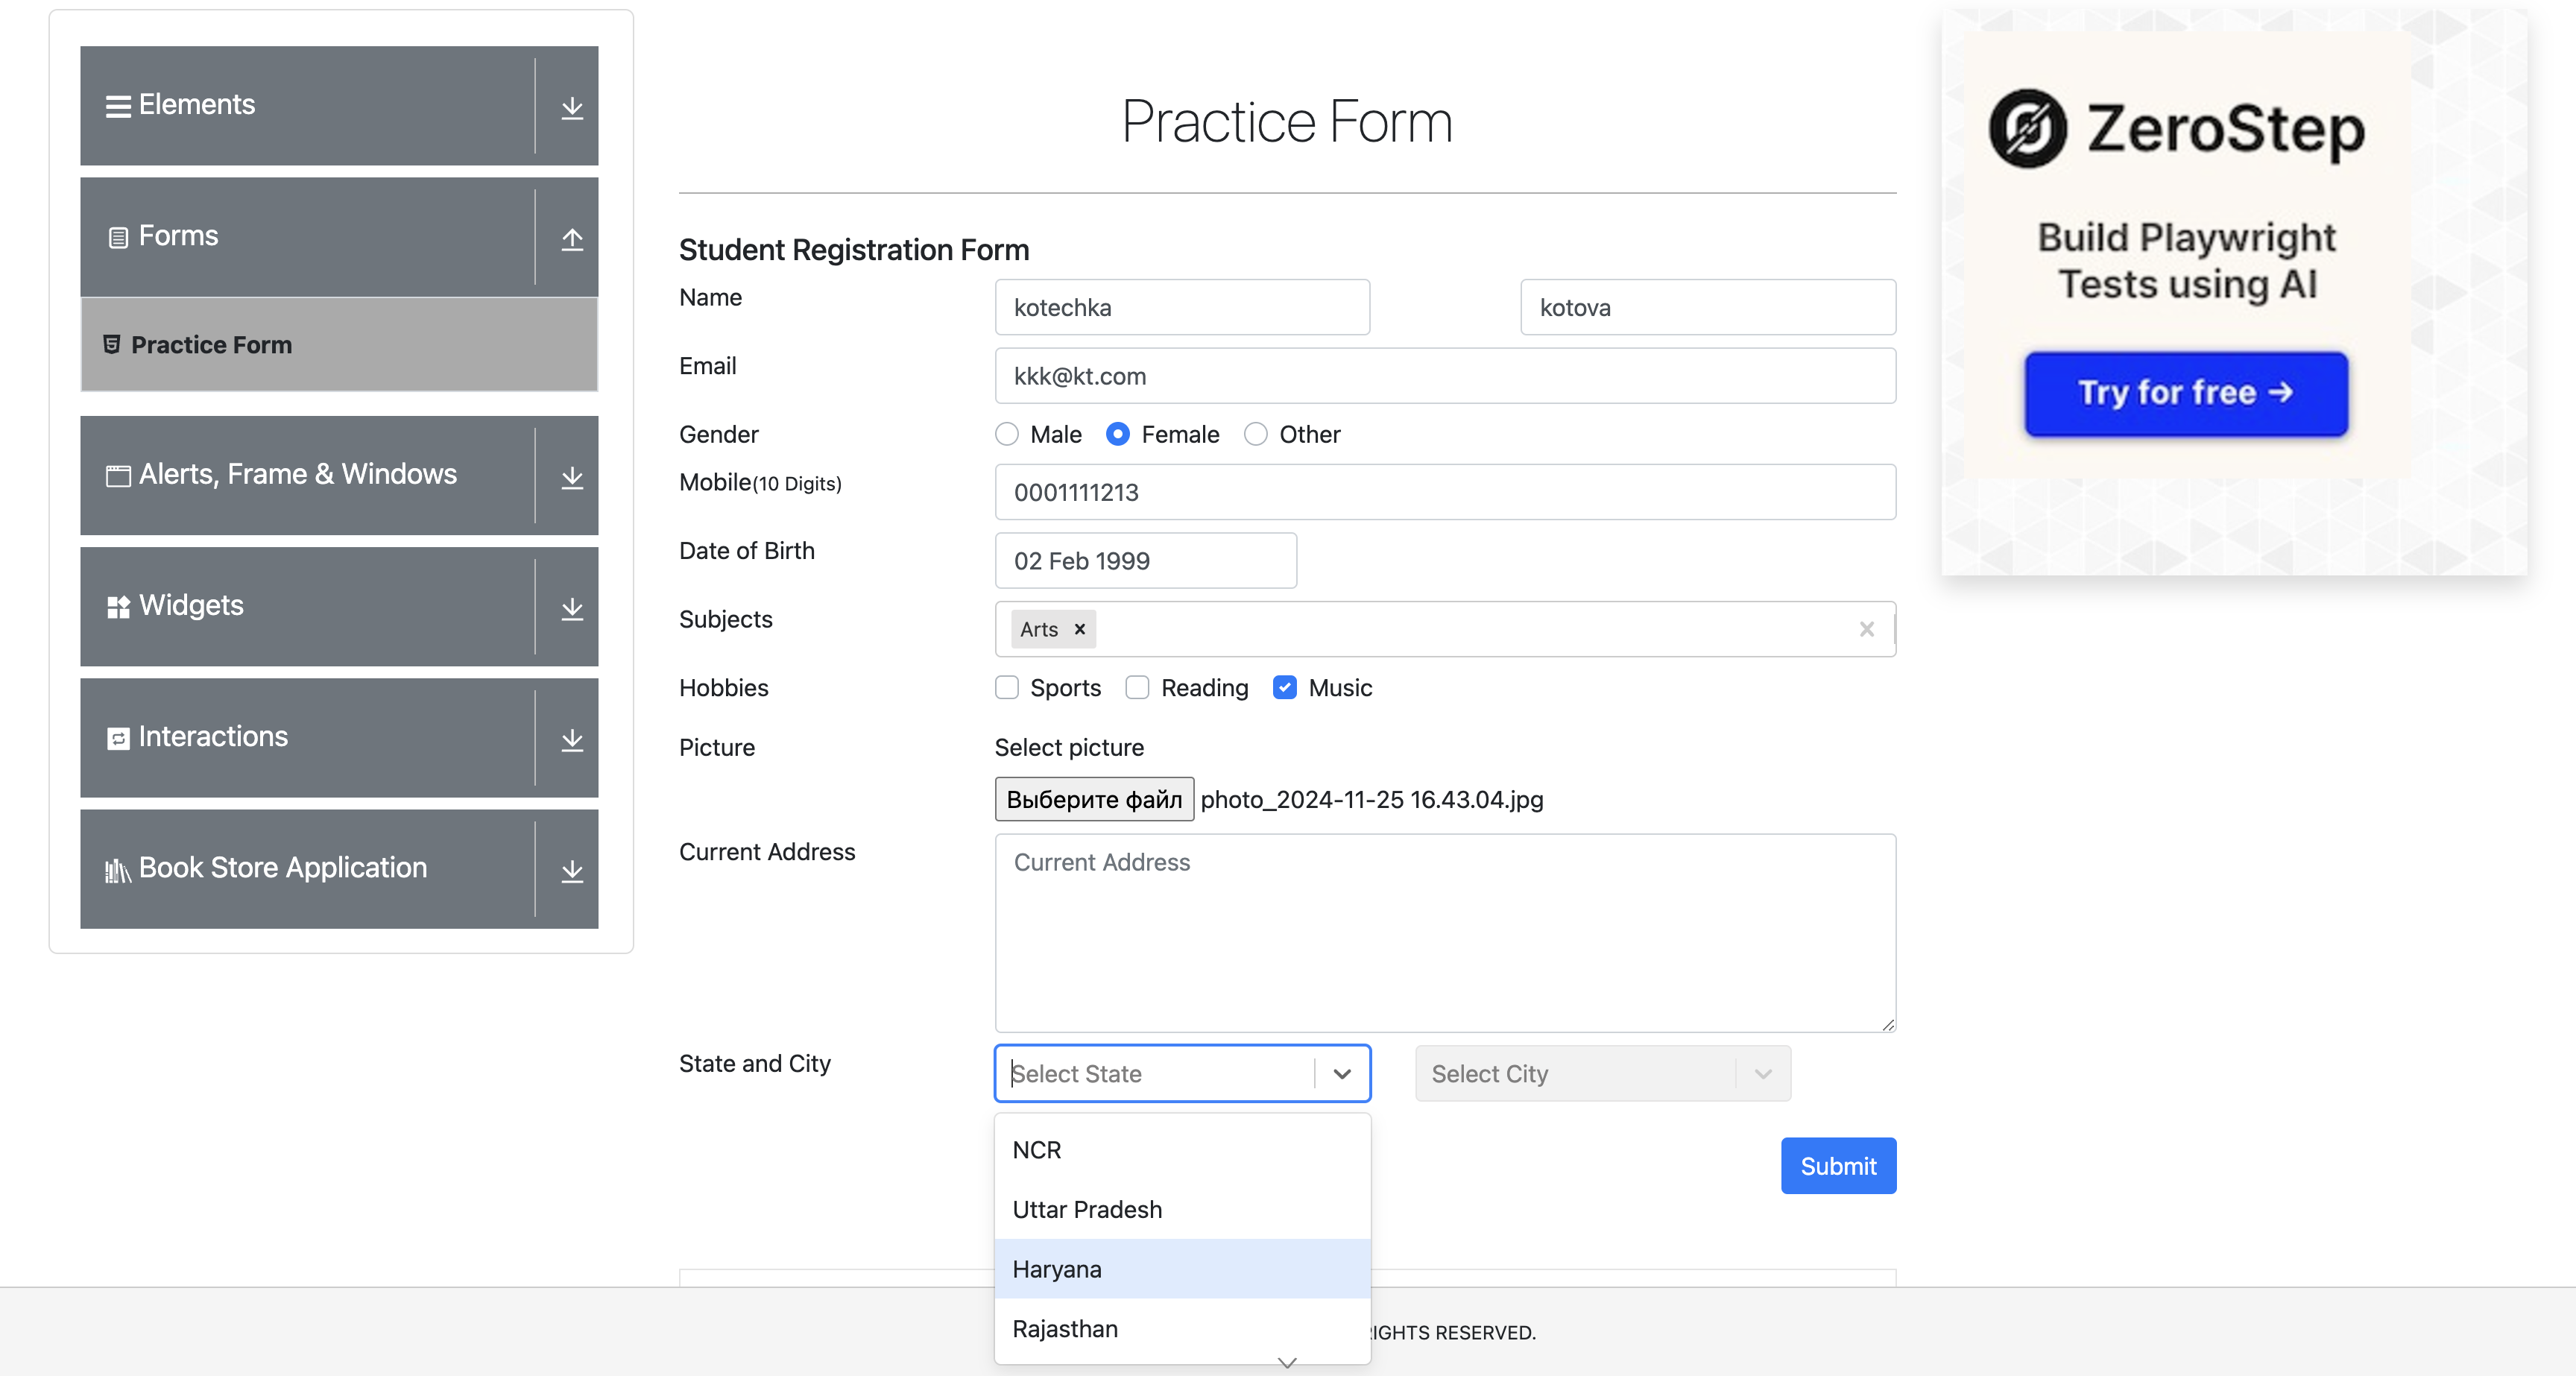 Elements
Forms
Practice Form
Alerts, Frame & Windows
Widgets
Interactions
Book Store Application
Practice Form
Student Registration Form
Name kotechka kotova
Email kkk@kt.com
Gender Male Female Other
Mobile(10 Digits) 0001111213
Date of Birth 02 Feb 1999
Subjects Arts
Hobbies Sports Reading Music
Picture Select picture
Выберите файл photo_2024-11-25 16.43.04.jpg
Current Address Current Address
State and City Select State Select City
NCR
Uttar Pradesh
Haryana
Rajasthan
Submit
RIGHTS RESERVED.
ZeroStep
Build Playwright
Tests using AI
Try for free →